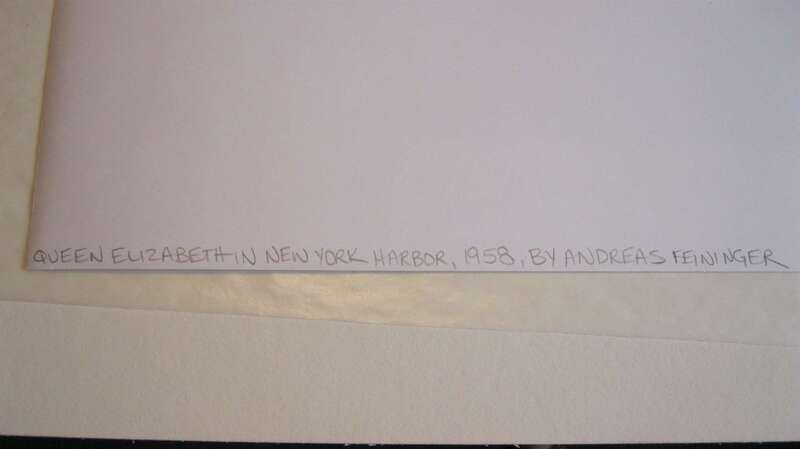 QUEEN ELIZABETH IN NEW YORK HARBOR, 1958, BY ANDREAS FEININGER